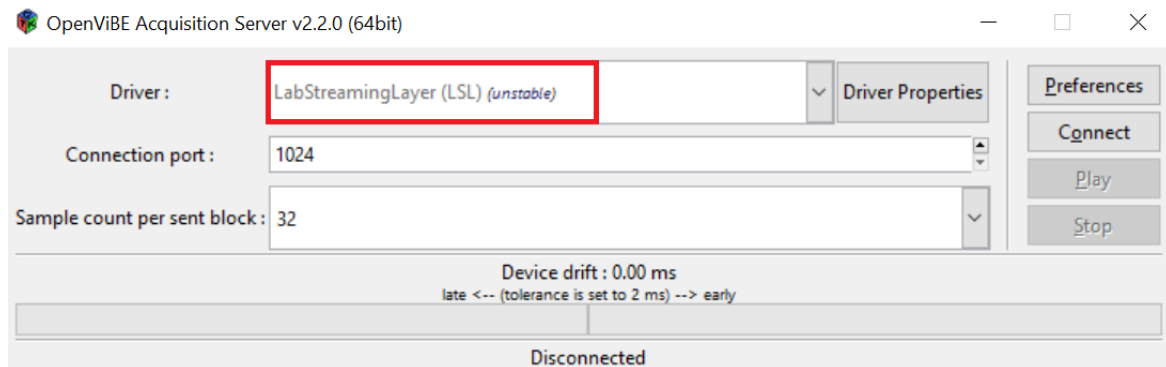 OpenViBE Acquisition Server v2.2.0 (64bit)
Driver : LabStreamingLayer (LSL) (unstable) Driver Properties Preferences
Connect
Connection port : 1024
Play
Sample count per sent block : 32
Stop
Device drift : 0.00 ms
late <-- (tolerance is set to 2 ms) --> early
Disconnected